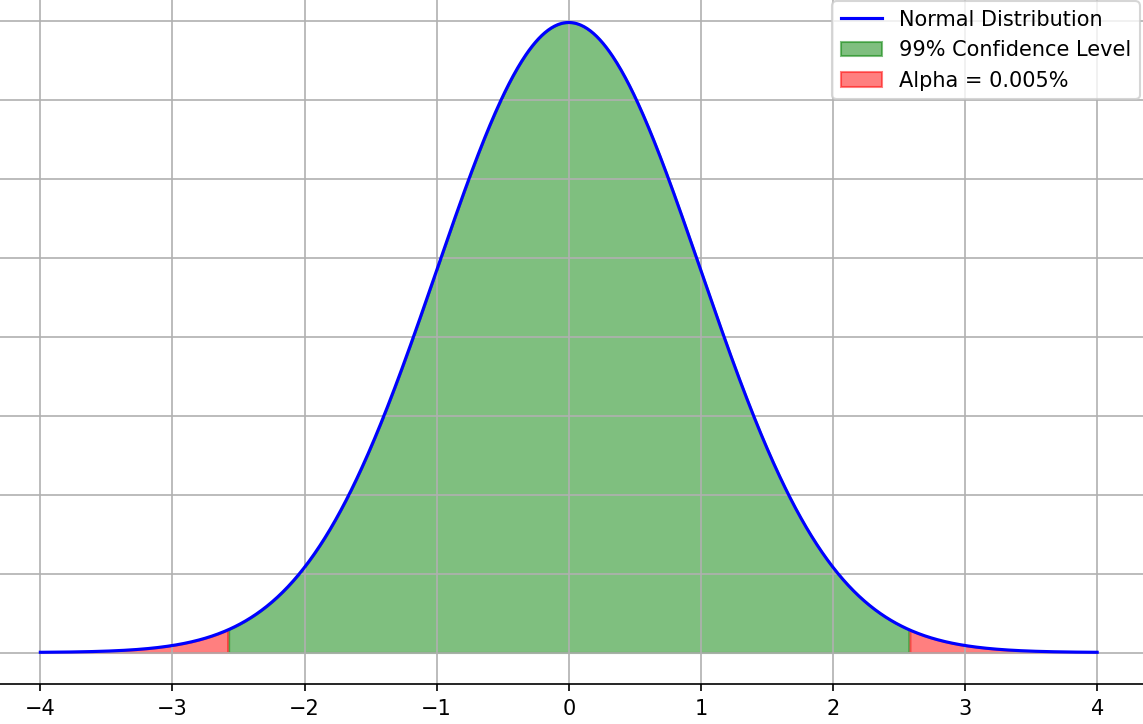 Normal Distribution
99% Confidence Level
Alpha = 0.005%
−4 −3 −2 −1 0 1 2 3 4